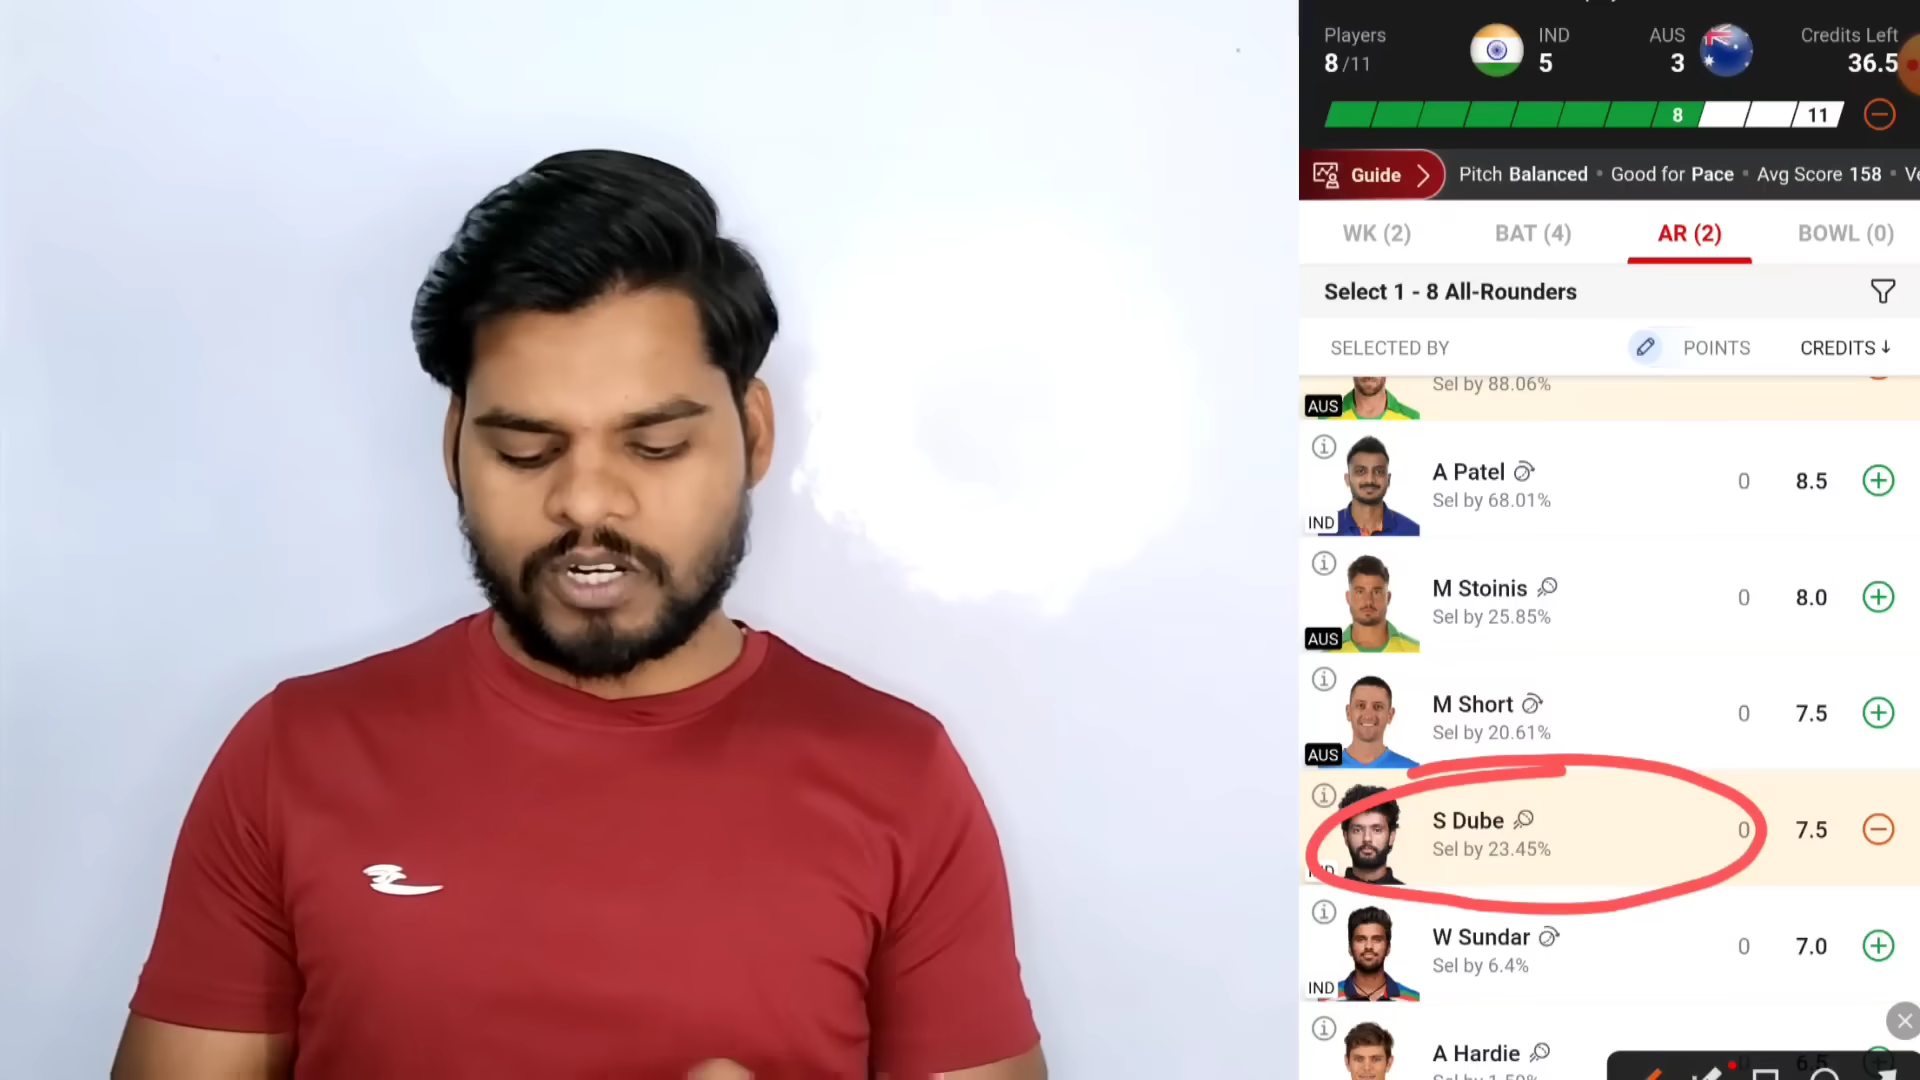 Players
IND
AUS
Credits Left
8 /11
5
3
36.5
8
11
Guide
Pitch Balanced • Good for Pace • Avg Score 158 •
WK (2)
BAT (4)
AR (2)
BOWL (0)
Select 1 - 8 All-Rounders
SELECTED BY
POINTS
CREDITS ↓
Sel by 88.06%
AUS
A Patel
Sel by 68.01%
0
8.5
IND
M Stoinis
Sel by 25.85%
0
8.0
AUS
M Short
Sel by 20.61%
0
7.5
AUS
S Dube
Sel by 23.45%
0
7.5
W Sundar
Sel by 6.4%
0
7.0
IND
A Hardie
6.5